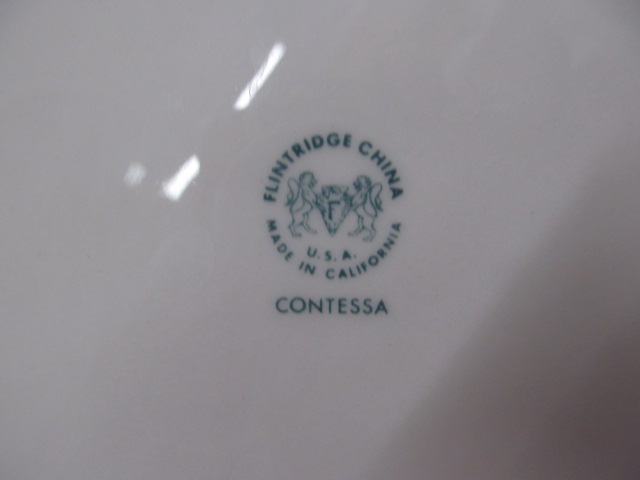 FLINTRIDGE CHINA
F
U.S.A.
MADE IN CALIFORNIA
CONTESSA